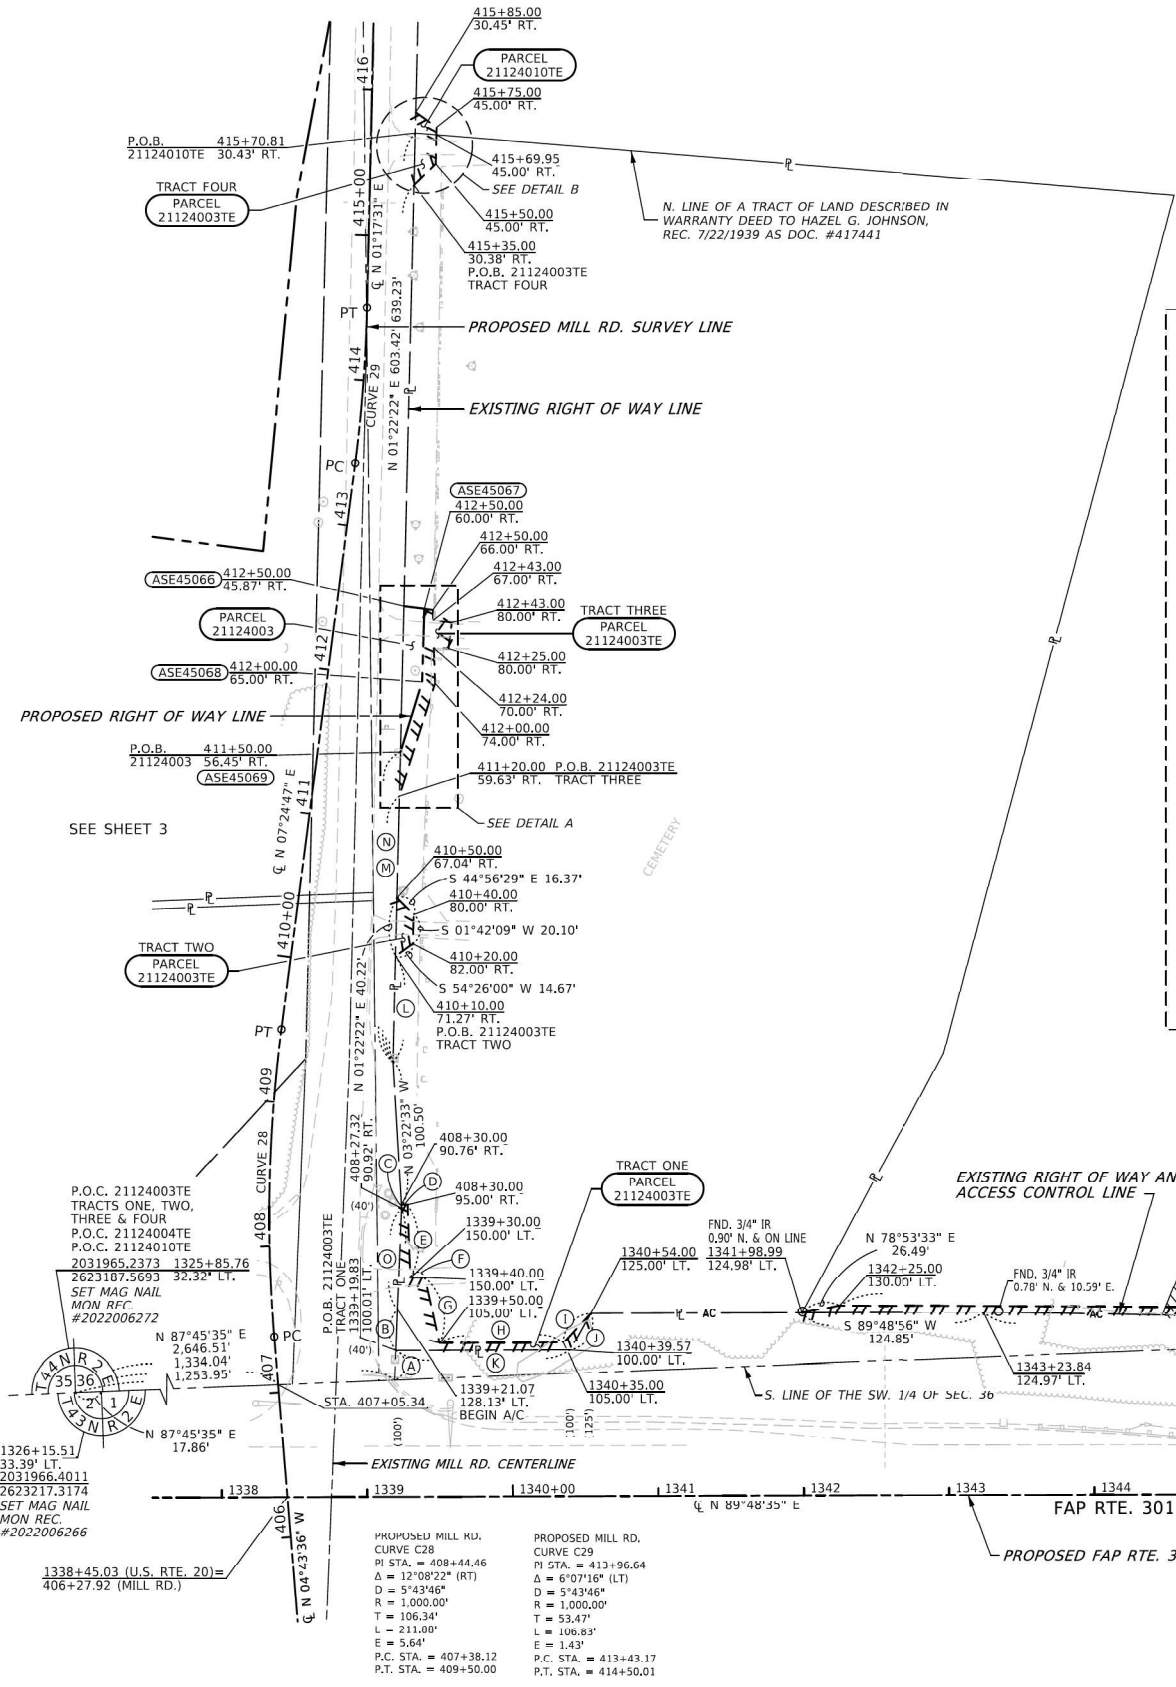 415+85.00
30.45' RT.
PARCEL
21124010TE
415+75.00
45.00' RT.
P.O.B. 415+70.81
21124010TE 30.43' RT.
415+69.95
45.00' RT.
SEE DETAIL B
TRACT FOUR
PARCEL
21124003TE
415+50.00
45.00' RT.
415+35.00
30.38' RT.
P.O.B. 21124003TE
TRACT FOUR
N. LINE OF A TRACT OF LAND DESCRIBED IN
WARRANTY DEED TO HAZEL G. JOHNSON,
REC. 7/22/1939 AS DOC. #417441
416
415+00
℄ N 01°17'31" E
PT
PROPOSED MILL RD. SURVEY LINE
414
CURVE 29
N 01°22'22" E 603.42' 639.23'
EXISTING RIGHT OF WAY LINE
PC
413
ASE45067
412+50.00
60.00' RT.
412+50.00
66.00' RT.
412+43.00
67.00' RT.
ASE45066 412+50.00
45.87' RT.
412+43.00
80.00' RT.
TRACT THREE
PARCEL
21124003TE
PARCEL
21124003
412
412+25.00
80.00' RT.
ASE45068 412+00.00
65.00' RT.
412+24.00
70.00' RT.
PROPOSED RIGHT OF WAY LINE
412+00.00
74.00' RT.
P.O.B. 411+50.00
21124003 56.45' RT.
ASE45069
411+20.00 P.O.B. 21124003TE
59.63' RT. TRACT THREE
411
℄ N 07°24'47" E
SEE SHEET 3
SEE DETAIL A
CEMETERY
N
M
410+50.00
67.04' RT.
S 44°56'29" E 16.37'
410+40.00
80.00' RT.
S 01°42'09" W 20.10'
410+00
TRACT TWO
PARCEL
21124003TE
410+20.00
82.00' RT.
S 54°26'00" W 14.67'
L
410+10.00
71.27' RT.
P.O.B. 21124003TE
TRACT TWO
N 01°22'22" E 40.22'
PT
409
N 03°22'33" W
100.50'
408+27.32
90.92' RT.
408+30.00
90.76' RT.
CURVE 28
C
D
408+30.00
95.00' RT.
(40')
TRACT ONE
PARCEL
21124003TE
EXISTING RIGHT OF WAY AN
ACCESS CONTROL LINE
P.O.C. 21124003TE
TRACTS ONE, TWO,
THREE & FOUR
P.O.C. 21124004TE
P.O.C. 21124010TE
2031965.2373 1325+85.76
2623187.5693 32.32' LT.
SET MAG NAIL
MON REC.
#2022006272
408
1339+30.00
150.00' LT.
E
O
F
1339+40.00
150.00' LT.
1339+50.00
105.00' LT.
G
P.O.B. 21124003TE
TRACT ONE
1339+19.83
100.01' LT.
(40')
B
H
I
J
K
A
1340+54.00
125.00' LT.
FND. 3/4" IR
0.90' N. & ON LINE
1341+98.99
124.98' LT.
N 78°53'33" E
26.49'
1342+25.00
130.00' LT.
FND. 3/4" IR
0.78' N. & 10.59' E.
AC
AC
S 89°48'56" W
124.85'
N 87°45'35" E
2,646.51'
1,334.04'
1,253.95'
PC
407
1340+39.57
100.00' LT.
1343+23.84
124.97' LT.
T44N R2E
35 36
2 1
T43N R2E
STA. 407+05.34
1339+21.07
128.13' LT.
BEGIN A/C
1340+35.00
105.00' LT.
S. LINE OF THE SW. 1/4 OF SEC. 36
N 87°45'35" E
17.86'
(100')
(100')
(125')
1326+15.51
33.39' LT.
2031966.4011
2623217.3174
SET MAG NAIL
MON REC.
#2022006266
EXISTING MILL RD. CENTERLINE
1338
1339
1340+00
1341
1342
1343
1344
℄ N 89°48'35" E
FAP RTE. 301
406
PROPOSED FAP RTE. 3
1338+45.03 (U.S. RTE. 20)=
406+27.92 (MILL RD.)
℄ N 04°43'36" W
PROPOSED MILL RD.
CURVE C28
PI STA. = 408+44.46
Δ = 12°08'22" (RT)
D = 5°43'46"
R = 1,000.00'
T = 106.34'
L = 211.88'
E = 5.64'
P.C. STA. = 407+38.12
P.T. STA. = 409+50.00
PROPOSED MILL RD.
CURVE C29
PI STA. = 413+96.64
Δ = 6°07'16" (LT)
D = 5°43'46"
R = 1,000.00'
T = 53.47'
L = 106.83'
E = 1.43'
P.C. STA. = 413+43.17
P.T. STA. = 414+50.01